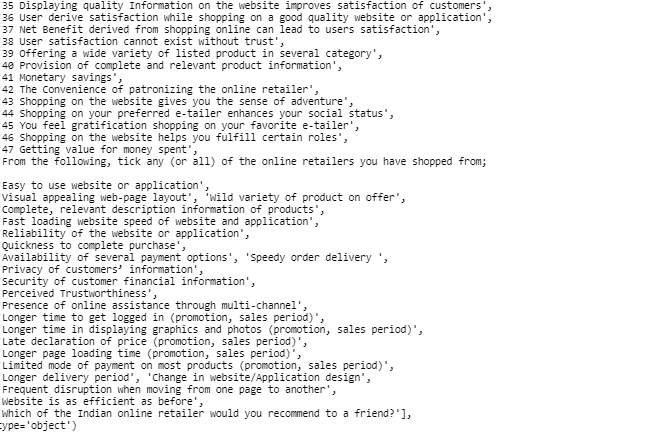 '35 Displaying quality Information on the website improves satisfaction of customers',
'36 User derive satisfaction while shopping on a good quality website or application',
'37 Net Benefit derived from shopping online can lead to users satisfaction',
'38 User satisfaction cannot exist without trust',
'39 Offering a wide variety of listed product in several category',
'40 Provision of complete and relevant product information',
'41 Monetary savings',
'42 The Convenience of patronizing the online retailer',
'43 Shopping on the website gives you the sense of adventure',
'44 Shopping on your preferred e-tailer enhances your social status',
'45 You feel gratification shopping on your favorite e-tailer',
'46 Shopping on the website helps you fulfill certain roles',
'47 Getting value for money spent',
'From the following, tick any (or all) of the online retailers you have shopped from;
'Easy to use website or application',
'Visual appealing web-page layout', 'Wild variety of product on offer',
'Complete, relevant description information of products',
'Fast loading website speed of website and application',
'Reliability of the website or application',
'Quickness to complete purchase',
'Availability of several payment options', 'Speedy order delivery ',
'Privacy of customers’ information',
'Security of customer financial information',
'Perceived Trustworthiness',
'Presence of online assistance through multi-channel',
'Longer time to get logged in (promotion, sales period)',
'Longer time in displaying graphics and photos (promotion, sales period)',
'Late declaration of price (promotion, sales period)',
'Longer page loading time (promotion, sales period)',
'Limited mode of payment on most products (promotion, sales period)',
'Longer delivery period', 'Change in website/Application design',
'Frequent disruption when moving from one page to another',
'Website is as efficient as before',
'Which of the Indian online retailer would you recommend to a friend?'],
ype='object')